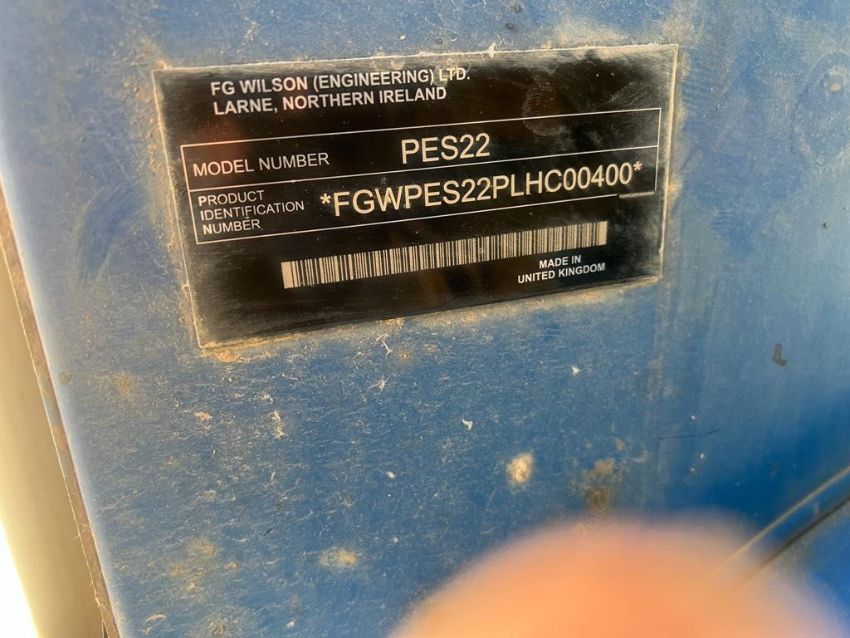 FG WILSON (ENGINEERING) LTD.
LARNE, NORTHERN IRELAND
MODEL NUMBER PES22
PRODUCT
IDENTIFICATION
NUMBER
*FGWPES22PLHC00400*
MADE IN
UNITED KINGDOM